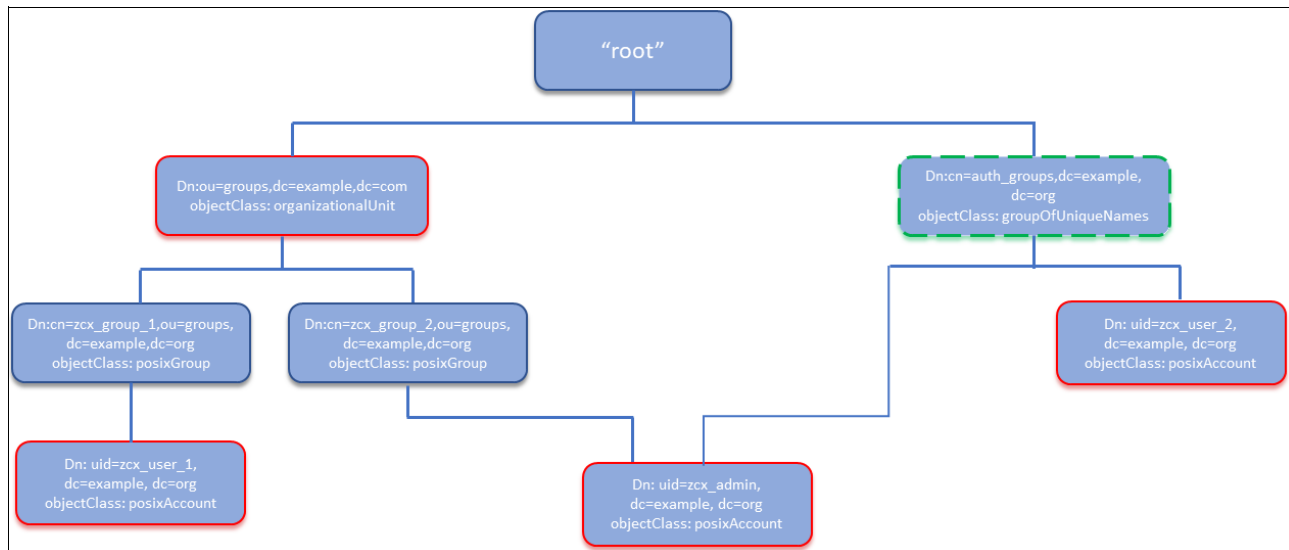 “root”
Dn:ou=groups,dc=example,dc=com
objectClass: organizationalUnit
Dn:cn=auth_groups,dc=example,
dc=org
objectClass: groupOfUniqueNames
Dn:cn=zcx_group_1,ou=groups,
dc=example,dc=org
objectClass: posixGroup
Dn:cn=zcx_group_2,ou=groups,
dc=example,dc=org
objectClass: posixGroup
Dn: uid=zcx_user_2,
dc=example, dc=org
objectClass: posixAccount
Dn: uid=zcx_user_1,
dc=example, dc=org
objectClass: posixAccount
Dn: uid=zcx_admin,
dc=example, dc=org
objectClass: posixAccount